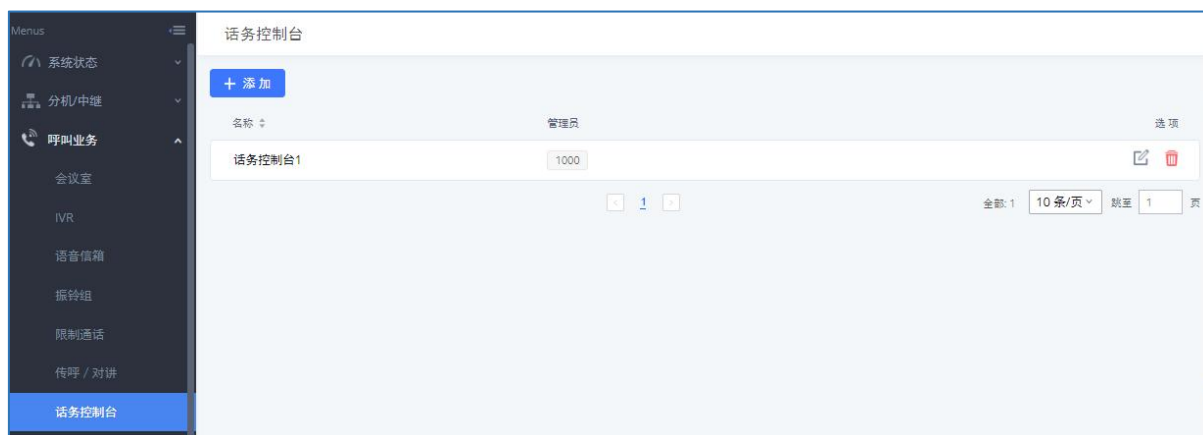 Menus
系统状态
分机/中继
呼叫业务
会议室
IVR
语音信箱
振铃组
限制通话
传呼 / 对讲
话务控制台
话务控制台
+ 添加
名称 管理员 选项
话务控制台1 1000
< 1 > 全部: 1 10 条/页 跳至 1 页